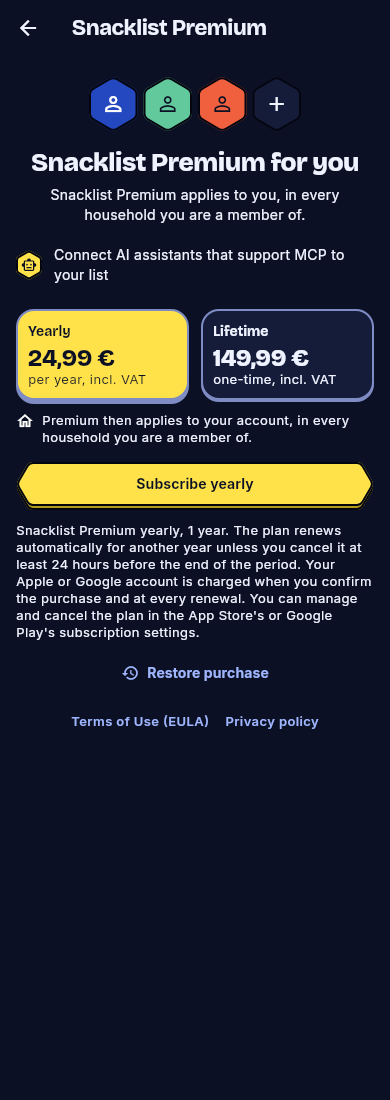 Snacklist Premium
Snacklist Premium for you
Snacklist Premium applies to you, in every
household you are a member of.
Connect AI assistants that support MCP to
your list
Yearly
24,99 €
per year, incl. VAT
Lifetime
149,99 €
one-time, incl. VAT
Premium then applies to your account, in every
household you are a member of.
Subscribe yearly
Snacklist Premium yearly, 1 year. The plan renews
automatically for another year unless you cancel it at
least 24 hours before the end of the period. Your
Apple or Google account is charged when you confirm
the purchase and at every renewal. You can manage
and cancel the plan in the App Store's or Google
Play's subscription settings.
Restore purchase
Terms of Use (EULA) Privacy policy